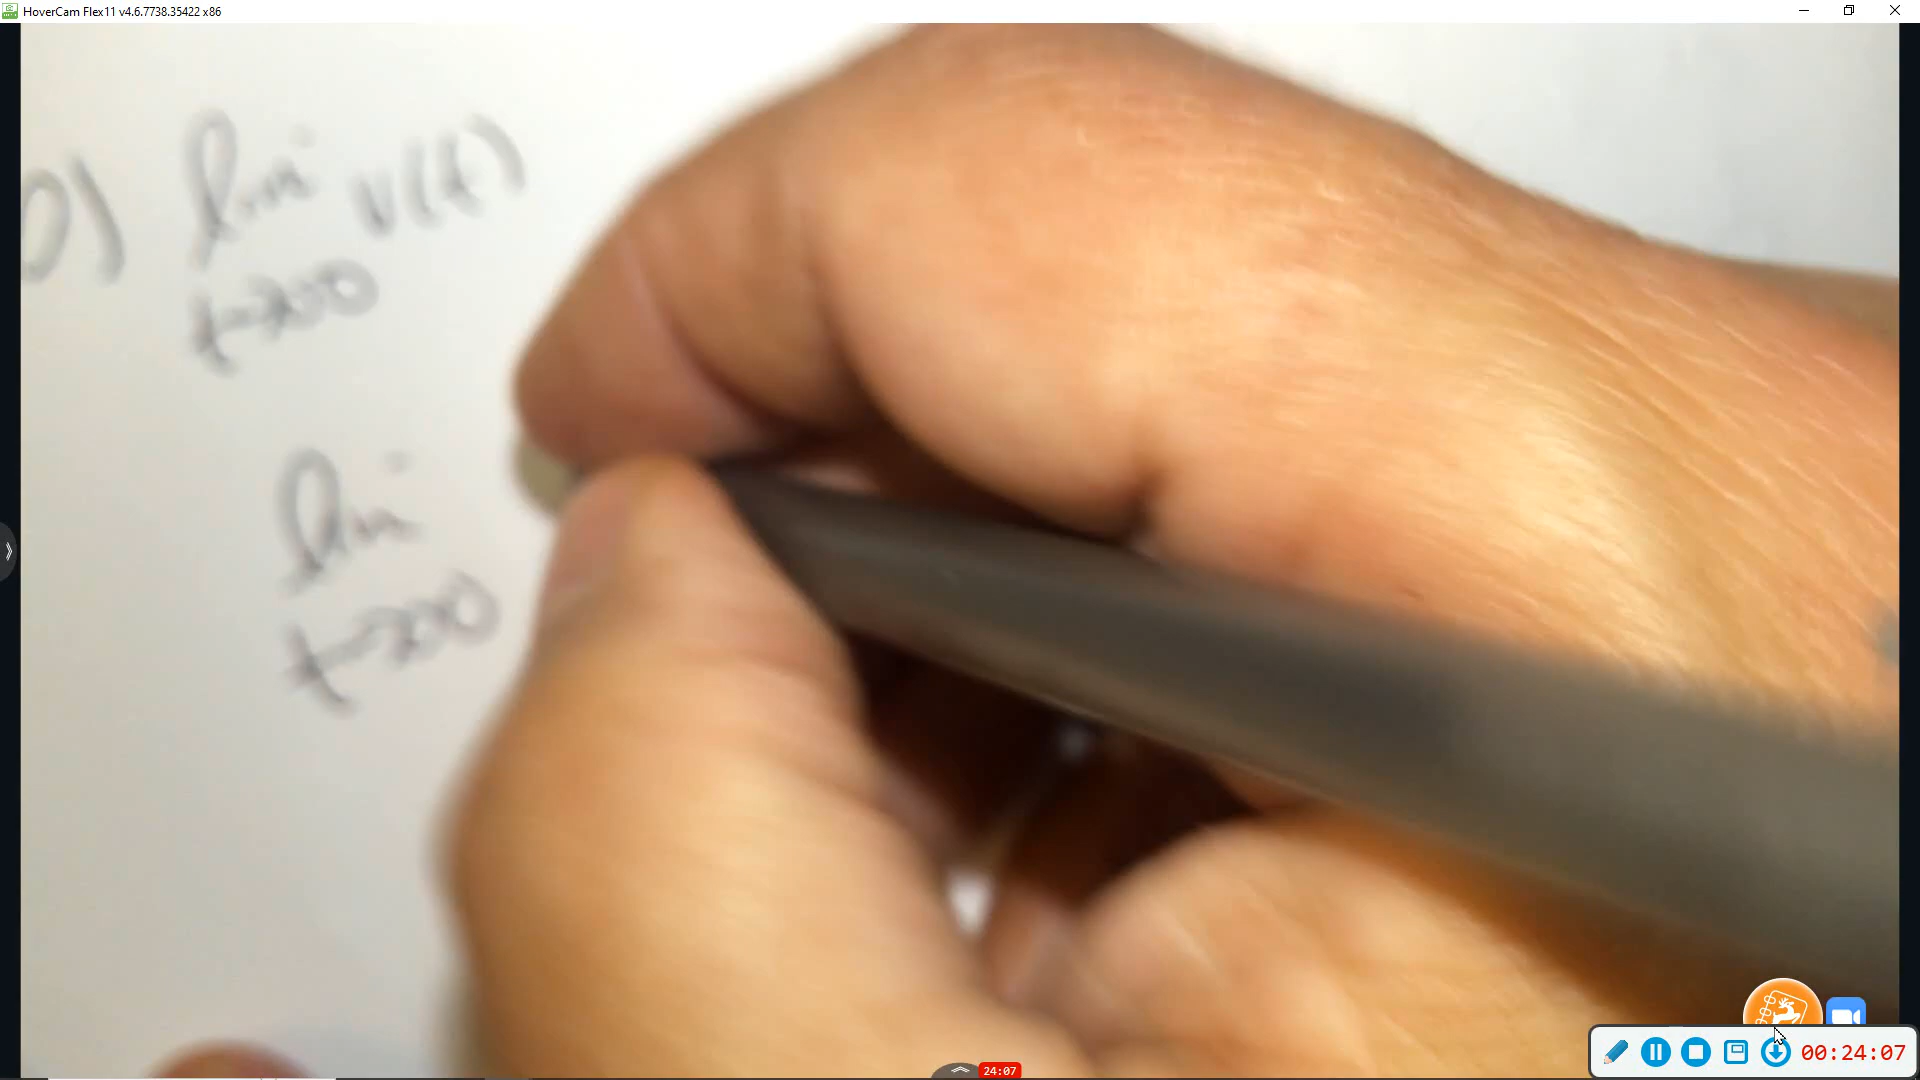 HoverCam Flex11 v4.6.7738.35422 x86
b) lim v(t)
t→∞
lim
t→∞
24:07
00:24:07